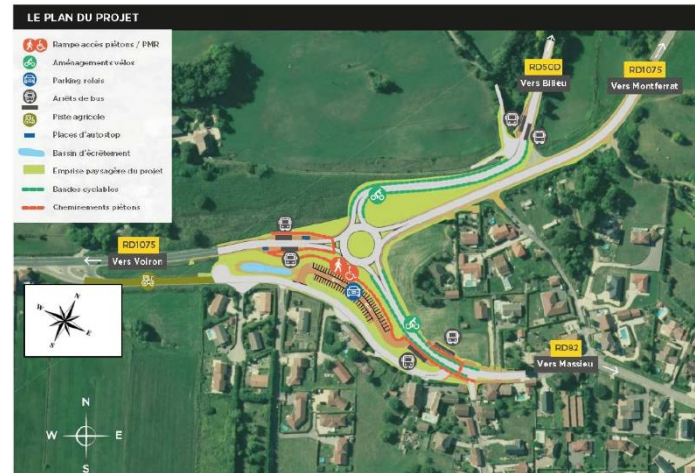 LE PLAN DU PROJET
Rampe accès piétons / PMR
Aménagements vélos
Parking relais
Arrêts de bus
Piste agricole
Places d'autostop
Bassin d'écrêtement
Emprise paysagère du projet
Bandes cyclables
Cheminements piétons
RD50D
Vers Bilieu
RD1075
Vers Montferrat
RD1075
Vers Voiron
RD82
Vers Massieu
N
W
E
S
N
W
E
S